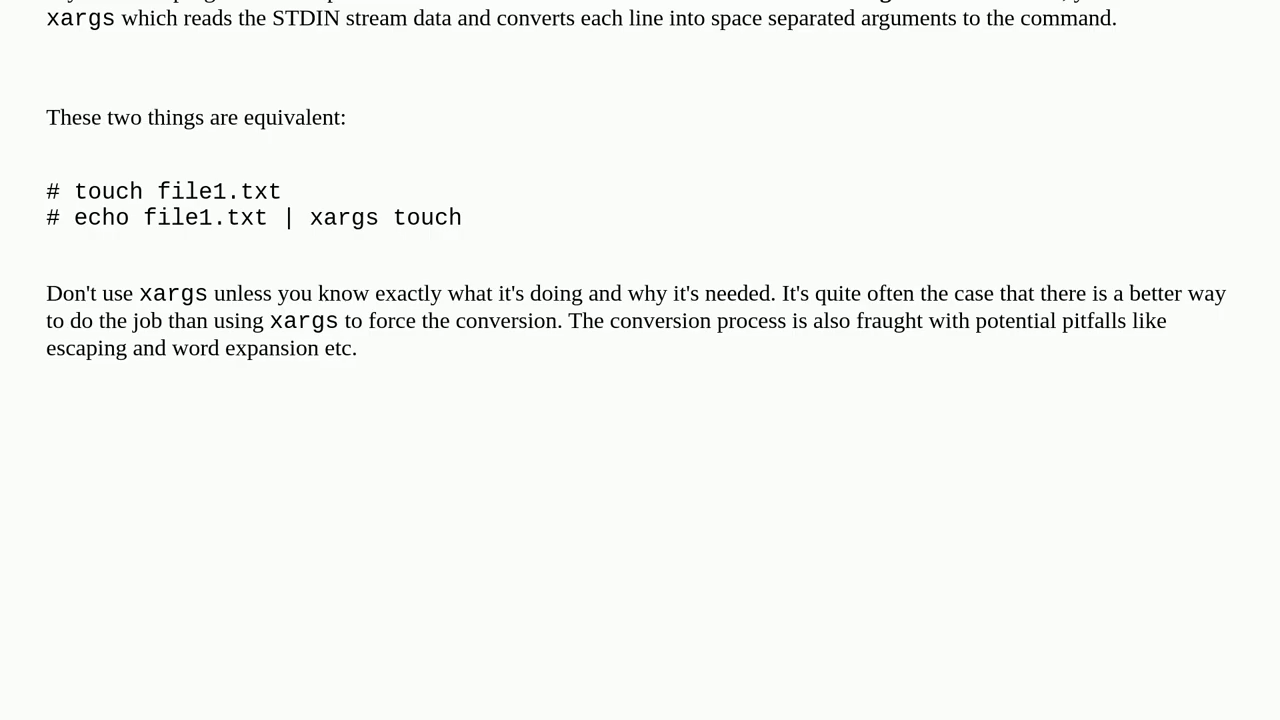 xargs which reads the STDIN stream data and converts each line into space separated arguments to the command.
These two things are equivalent:
# touch file1.txt
# echo file1.txt | xargs touch
Don't use xargs unless you know exactly what it's doing and why it's needed. It's quite often the case that there is a better way
to do the job than using xargs to force the conversion. The conversion process is also fraught with potential pitfalls like
escaping and word expansion etc.